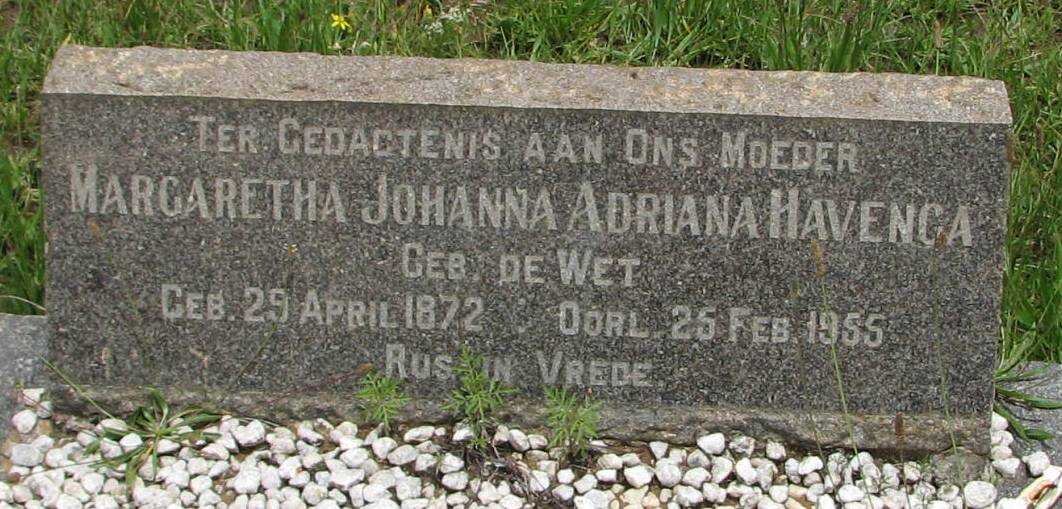 TER GEDACTENIS AAN ONS MOEDER
MARGARETHA JOHANNA ADRIANA HAVENGA
GEB. DE WET
GEB. 29 APRIL 1872 OORL. 25 FEB. 1955
RUS IN VREDE